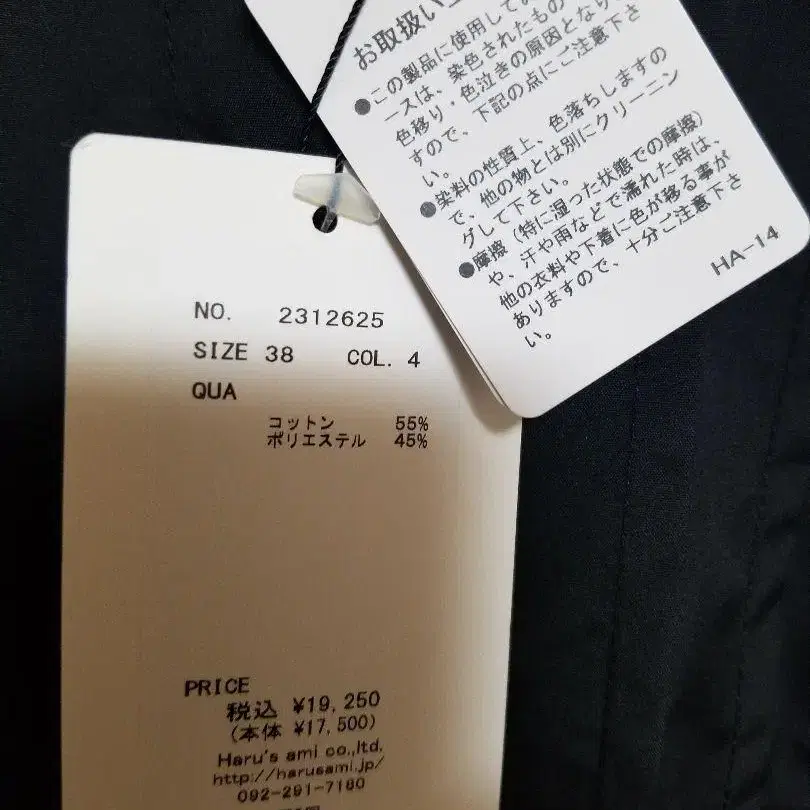 お取扱い上
●この製品に使用して
ースは、染色されたもの
色移り・色泣きの原因となり
すので、下記の点にご注意下さ
い。
●染料の性質上、色落ちしますの
で、他の物とは別にクリーニン
グして下さい。
●摩擦(特に湿った状態での摩擦)
や、汗や雨などで濡れた時は、
他の衣料や下着に色が移る事が
ありますので、十分ご注意下さ
い。
HA-14
NO. 2312625
SIZE 38 COL. 4
QUA
コットン 55%
ポリエステル 45%
PRICE
税込 ¥19,250
(本体 ¥17,500)
Haru's ami co.,ltd.
http://harusami.jp/
092-291-7160